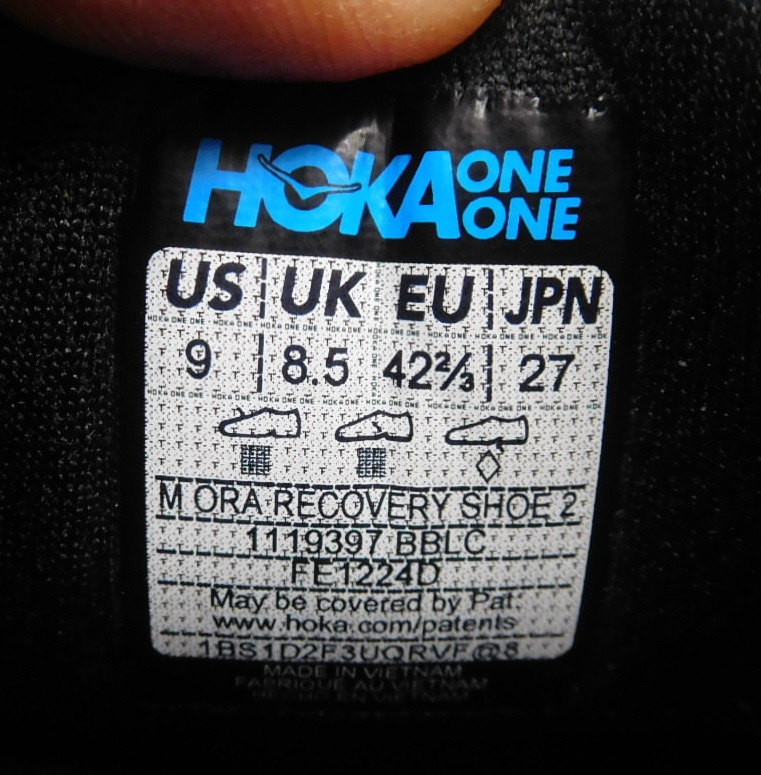 HOKA ONE ONE
US UK EU JPN
9 8.5 42⅔ 27
M ORA RECOVERY SHOE 2
1119397 BBLC
FE1224D
May be covered by Pat.
www.hoka.com/patents
1BS1D2F3UQRVF@8
MADE IN VIETNAM
FABRIQUÉ AU VIETNAM